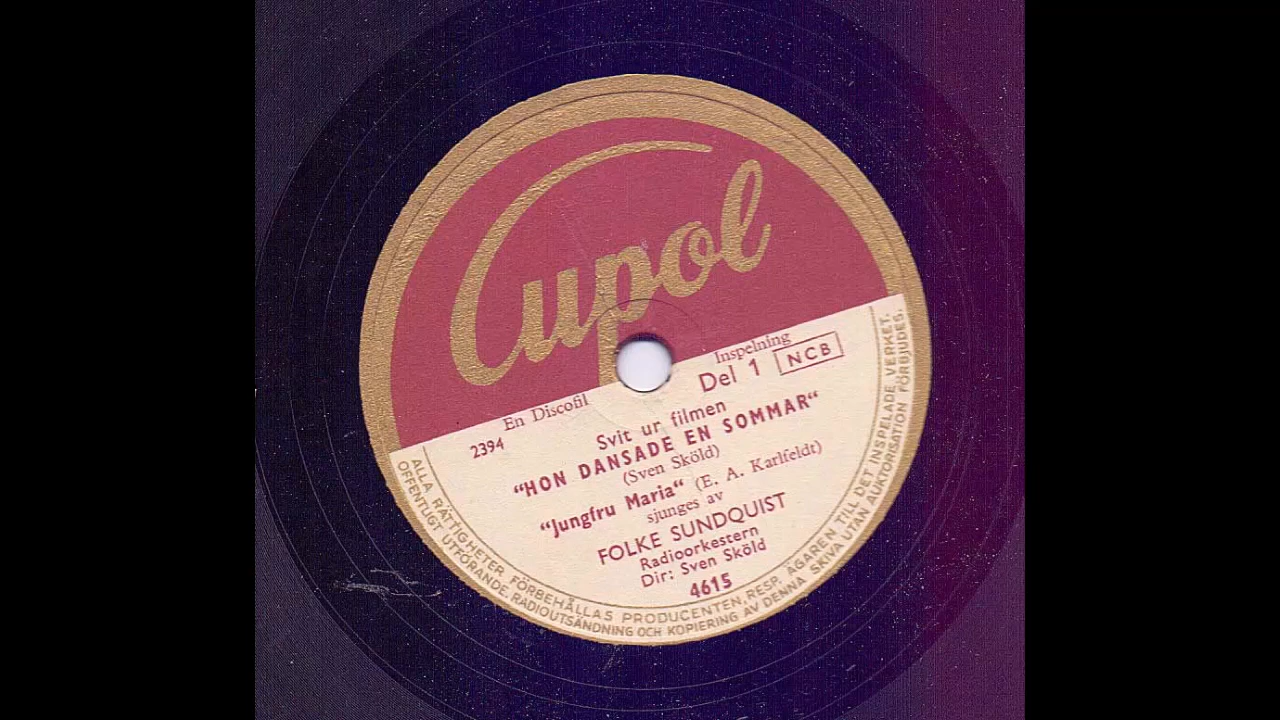 Cupol
En Discofil Inspelning
2394 Del 1 NCB
Svit ur filmen
“HON DANSADE EN SOMMAR“
(Sven Sköld)
“Jungfru Maria“ (E. A. Karlfeldt)
sjunges av
FOLKE SUNDQUIST
Radioorkestern
Dir: Sven Sköld
4615
ALLA RÄTTIGHETER FÖRBEHÅLLAS PRODUCENTEN, RESP. ÄGAREN TILL DET INSPELADE VERKET.
OFFENTLIGT UTFÖRANDE, RADIOUTSÄNDNING OCH KOPIERING AV DENNA SKIVA UTAN AUKTORISATION FÖRBJUDES.